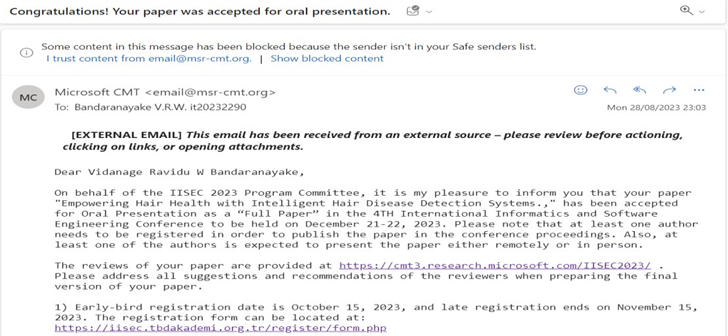 Congratulations! Your paper was accepted for oral presentation.
Some content in this message has been blocked because the sender isn't in your Safe senders list.
I trust content from email@msr-cmt.org. | Show blocked content
MC
Microsoft CMT <email@msr-cmt.org>
To: Bandaranayake V.R.W. it20232290
Mon 28/08/2023 23:03
[EXTERNAL EMAIL] This email has been received from an external source – please review before actioning,
clicking on links, or opening attachments.
Dear Vidanage Ravidu W Bandaranayake,
On behalf of the IISEC 2023 Program Committee, it is my pleasure to inform you that your paper
"Empowering Hair Health with Intelligent Hair Disease Detection Systems.," has been accepted
for Oral Presentation as a “Full Paper” in the 4TH International Informatics and Software
Engineering Conference to be held on December 21-22, 2023. Please note that at least one author
needs to be registered in order to publish the paper in the conference proceedings. Also, at
least one of the authors is expected to present the paper either remotely or in person.
The reviews of your paper are provided at https://cmt3.research.microsoft.com/IISEC2023/ .
Please address all suggestions and recommendations of the reviewers when preparing the final
version of your paper.
1) Early-bird registration date is October 15, 2023, and late registration ends on November 15,
2023. The registration form can be located at:
https://iisec.tbdakademi.org.tr/register/form.php